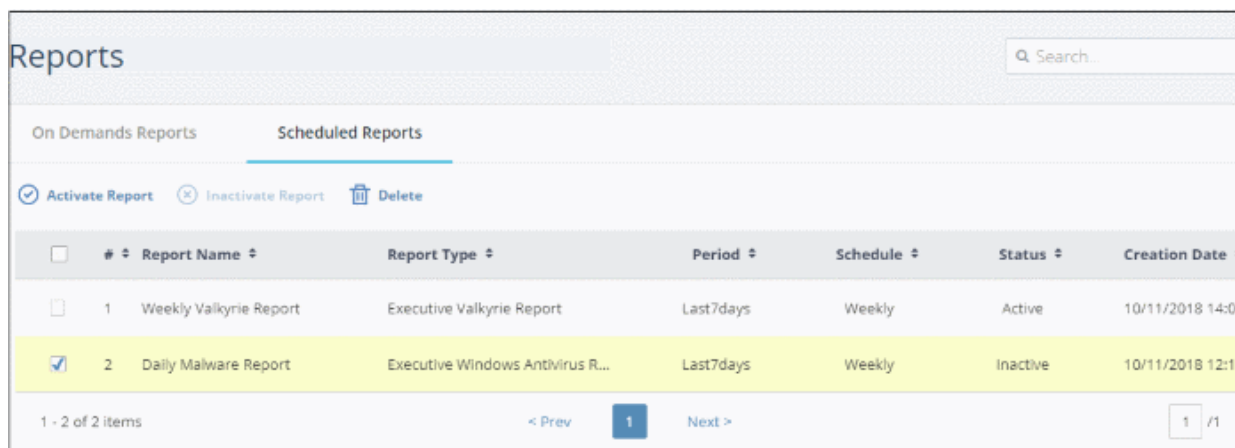 Reports
Search...
On Demands Reports Scheduled Reports
Activate Report Inactivate Report Delete
# Report Name Report Type Period Schedule Status Creation Date
1 Weekly Valkyrie Report Executive Valkyrie Report Last7days Weekly Active 10/11/2018 14:0
2 Daily Malware Report Executive Windows Antivirus R... Last7days Weekly Inactive 10/11/2018 12:1
1 - 2 of 2 items < Prev 1 Next > 1 /1